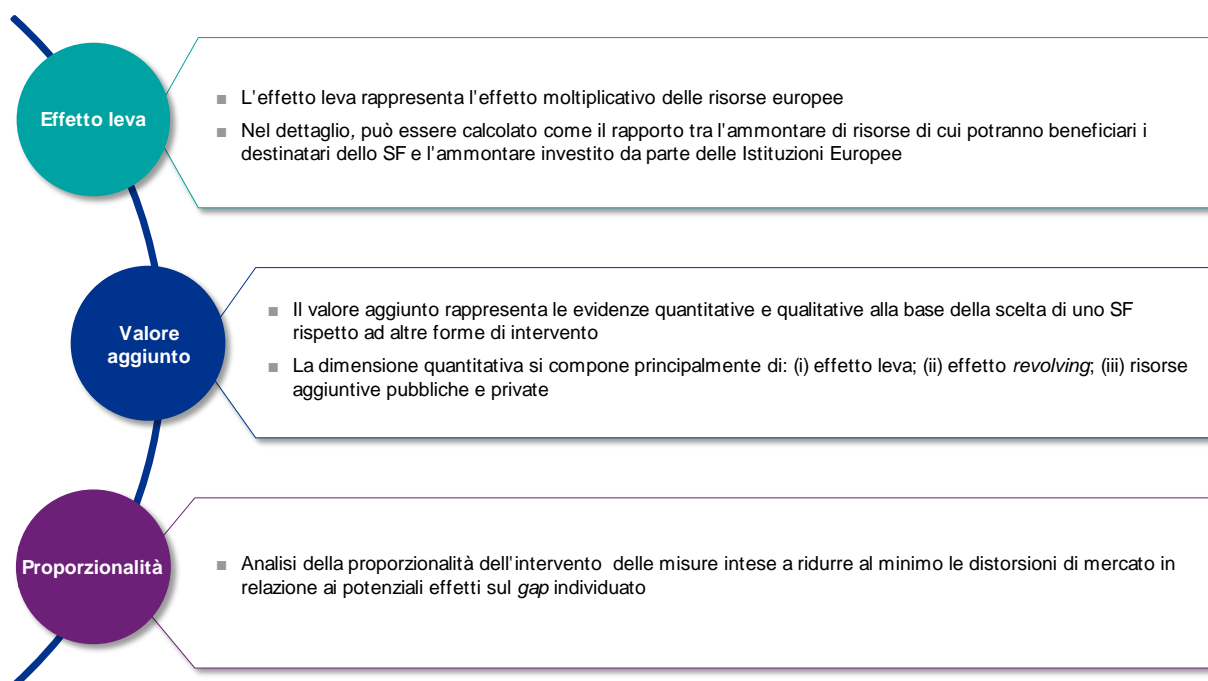 Effetto leva
■ L'effetto leva rappresenta l'effetto moltiplicativo delle risorse europee
■ Nel dettaglio, può essere calcolato come il rapporto tra l'ammontare di risorse di cui potranno beneficiari i
destinatari dello SF e l'ammontare investito da parte delle Istituzioni Europee
Valore
aggiunto
■ Il valore aggiunto rappresenta le evidenze quantitative e qualitative alla base della scelta di uno SF
rispetto ad altre forme di intervento
■ La dimensione quantitativa si compone principalmente di: (i) effetto leva; (ii) effetto revolving; (iii) risorse
aggiuntive pubbliche e private
Proporzionalità
■ Analisi della proporzionalità dell'intervento delle misure intese a ridurre al minimo le distorsioni di mercato in
relazione ai potenziali effetti sul gap individuato